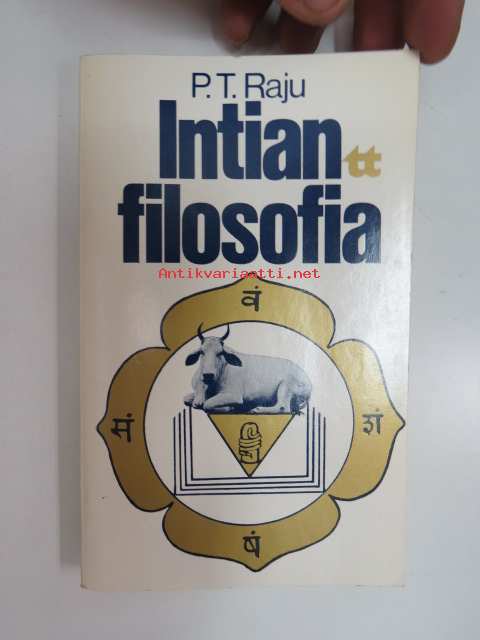 P.T. Raju
Intian
tt
filosofia
Antikvariaatti.net
वं
मं
शं
षं